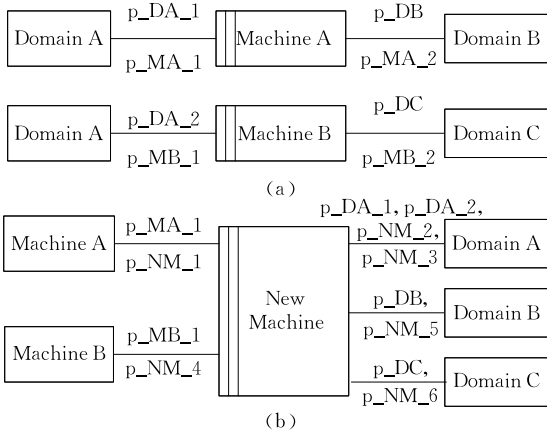 p_DA_1 p_DB
Domain A Machine A Domain B
p_MA_1 p_MA_2
p_DA_2 p_DC
Domain A Machine B Domain C
p_MB_1 p_MB_2
(a)
p_DA_1, p_DA_2,
p_MA_1 p_NM_2,
Machine A Domain A
p_NM_1 p_NM_3
New
Machine
p_DB,
Domain B
p_NM_5
p_MB_1
Machine B
p_NM_4
p_DC,
Domain C
p_NM_6
(b)